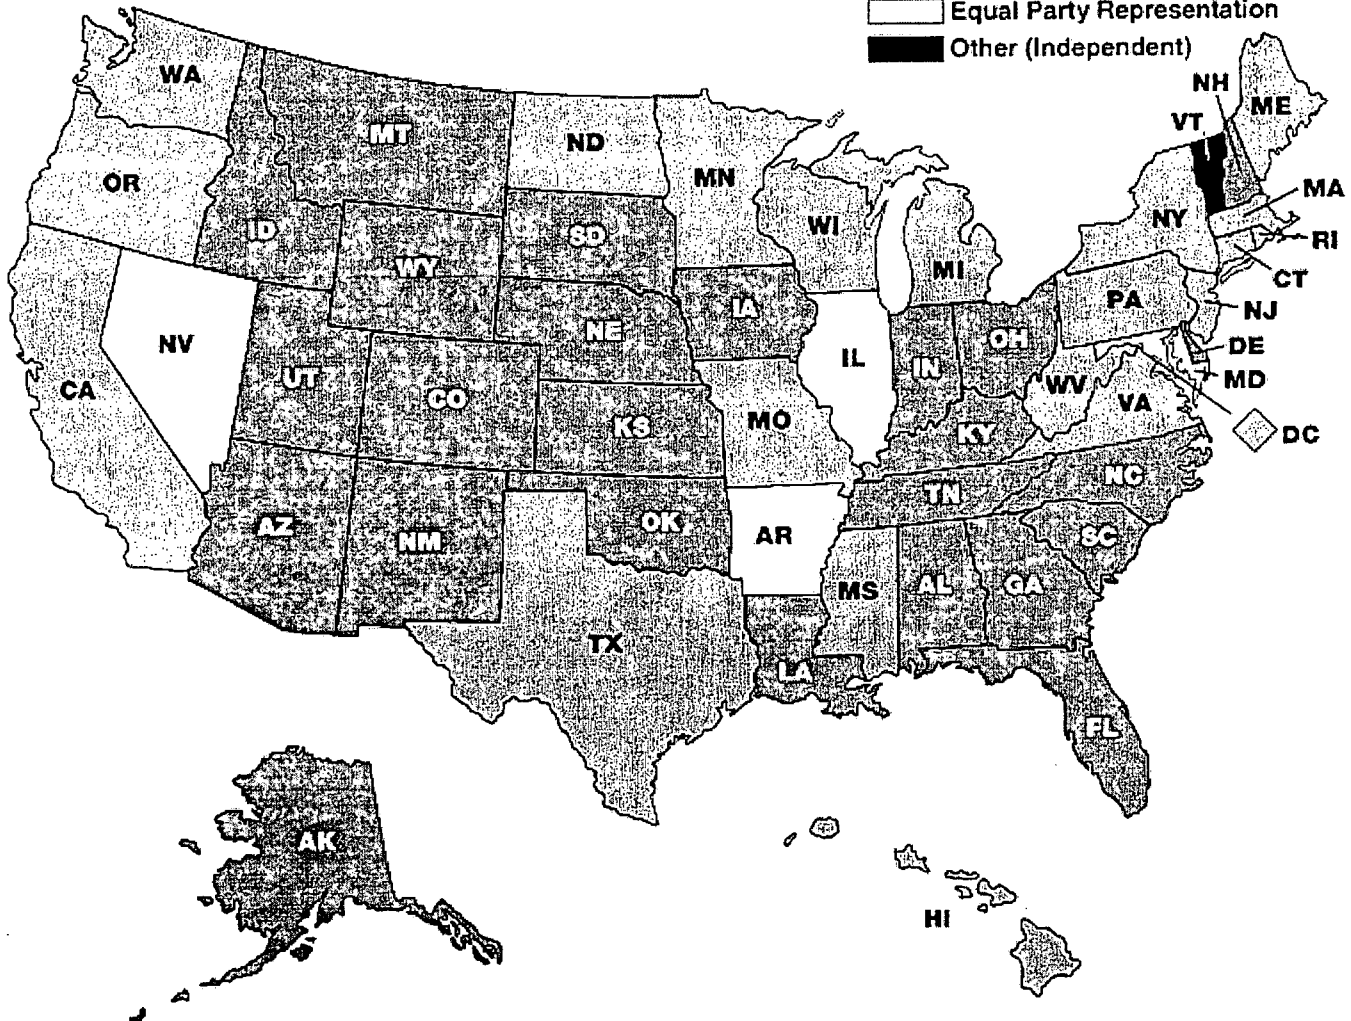 Equal Party Representation
Other (Independent)
NH
ME
WA
VT
MT
ND
MN
OR
MA
WI
NY
ID
SD
RI
WY
MI
CT
PA
NJ
IA
NE
OH
NV
IL
DE
IN
UT
MD
WV
CA
CO
VA
MO
KS
KY
DC
NC
TN
AZ
OK
AR
NM
SC
MS
AL
GA
TX
LA
FL
AK
HI